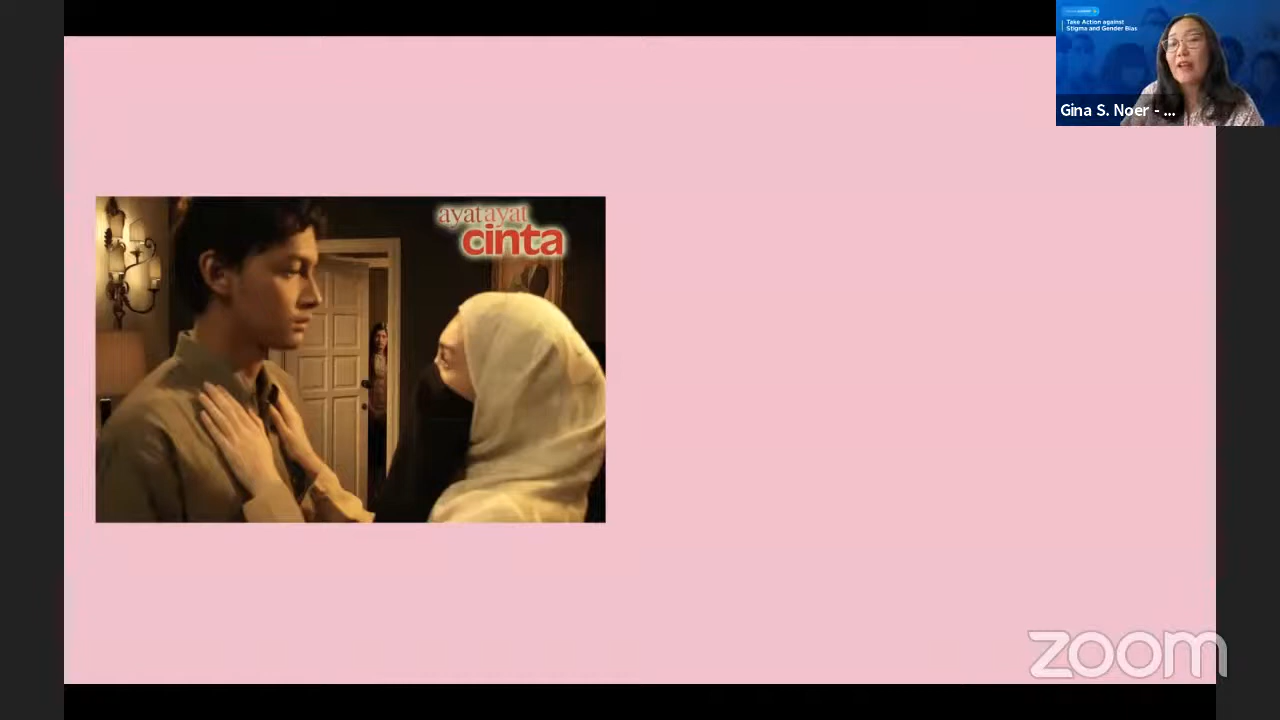 Take Action against
Stigma and Gender Bias
Gina S. Noer - ...
ayat ayat
cinta
zoom